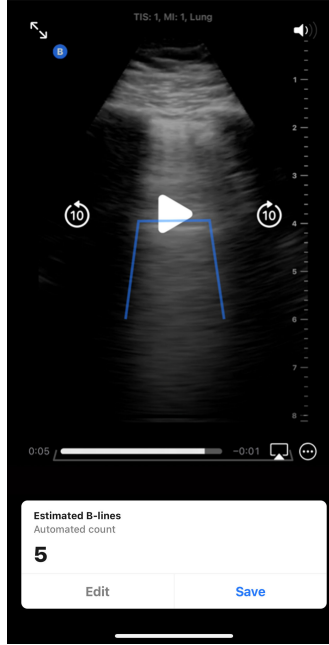 TIS: 1, MI: 1, Lung
B
1
2
3
10
10
4
5
6
7
8
0:05
−0:01
Estimated B-lines
Automated count
5
Edit
Save